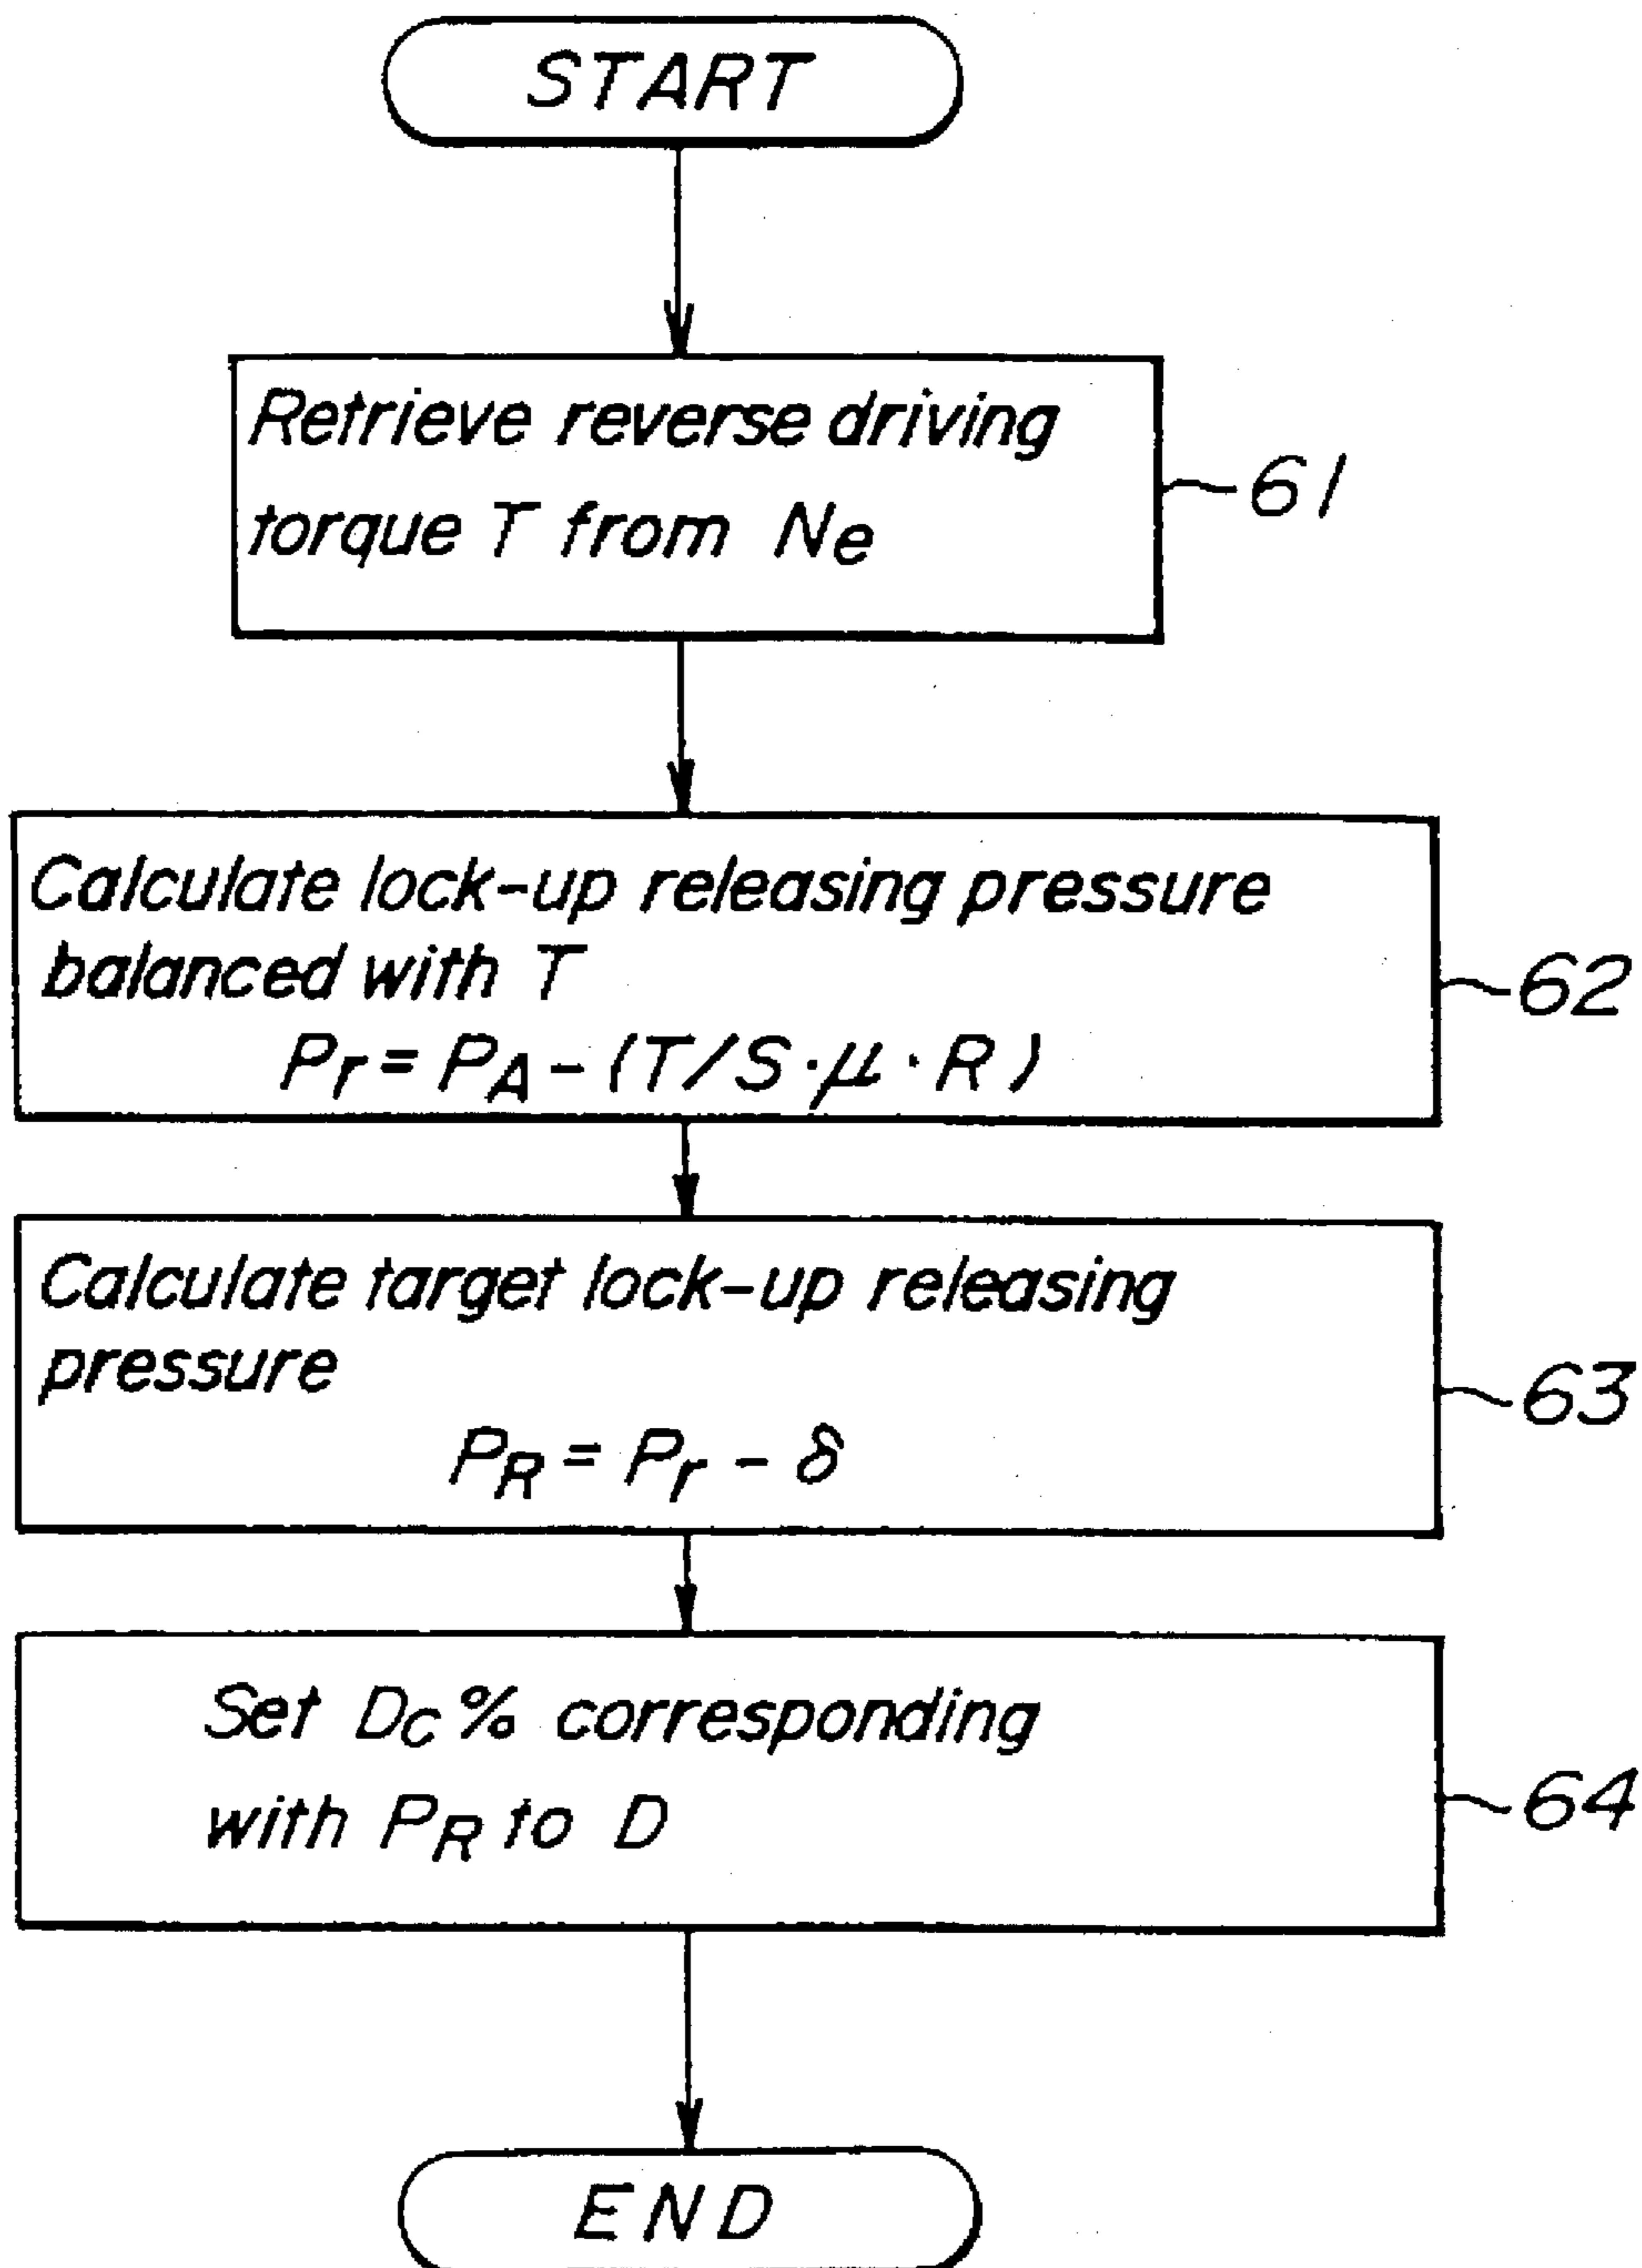 START
Retrieve reverse driving
torque T from Ne
61
Calculate lock-up releasing pressure
balanced with T
Pr = PA - (T/S·μ·R)
62
Calculate target lock-up releasing
pressure
PR = Pr - δ
63
Set Dc% corresponding
with PR to D
64
END